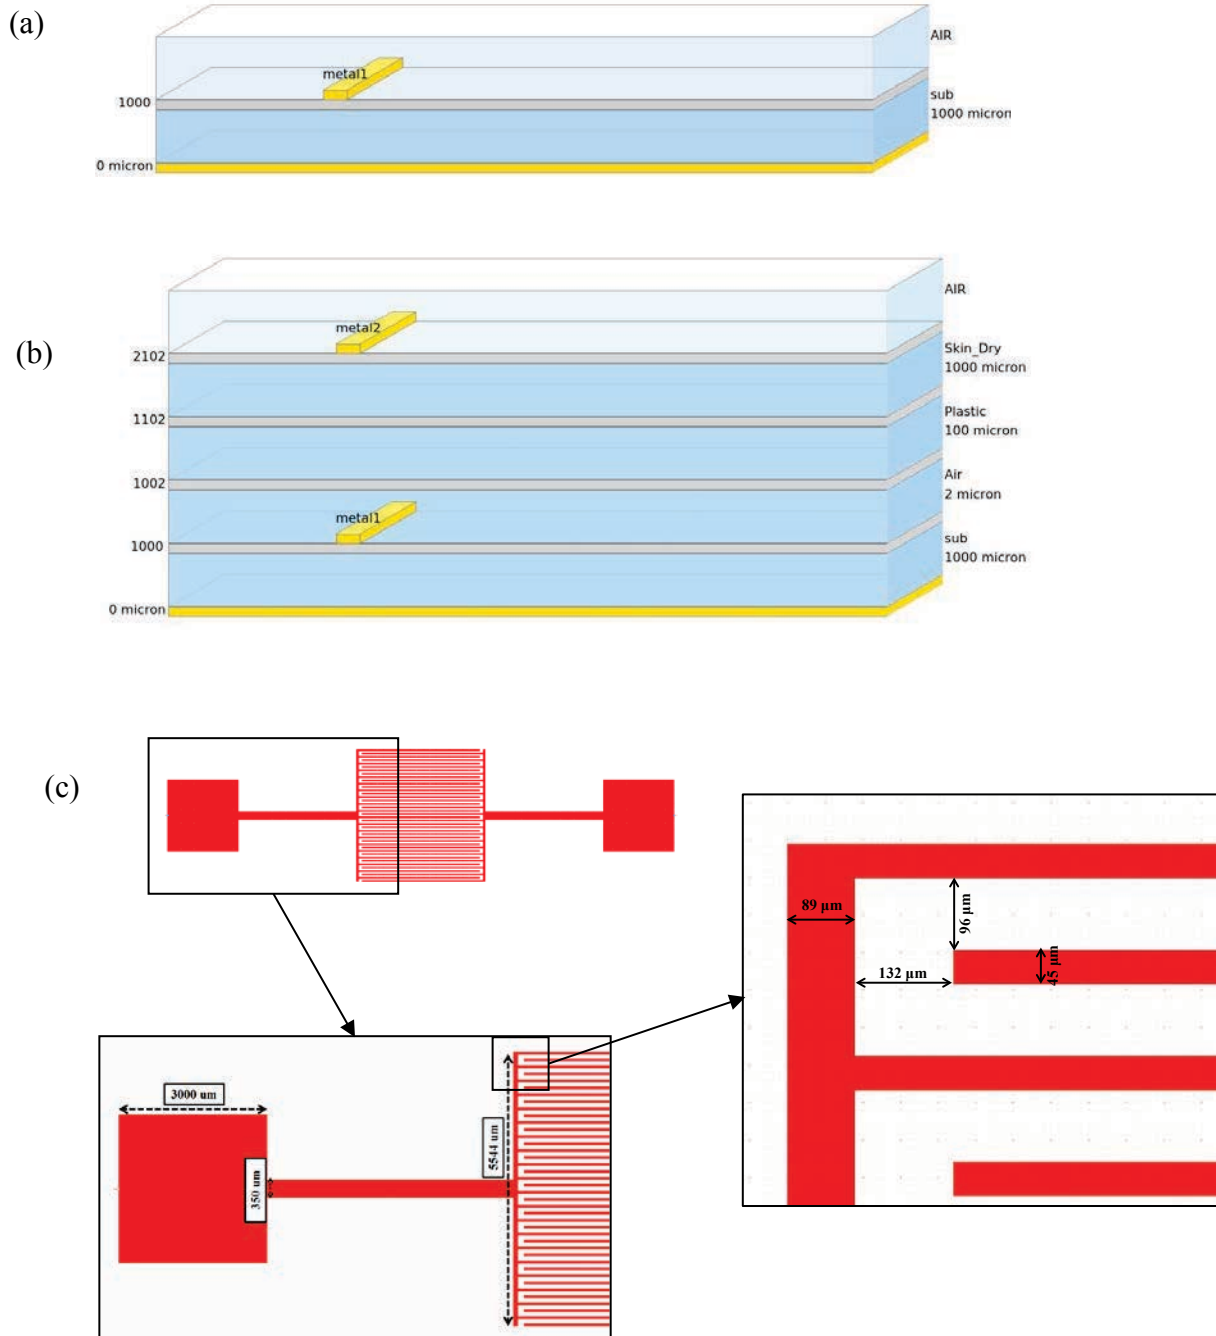 (a)
AIR
metal1
1000
sub
1000 micron
0 micron
(b)
AIR
metal2
2102
Skin_Dry
1000 micron
1102
Plastic
100 micron
1002
Air
2 micron
metal1
1000
sub
1000 micron
0 micron
(c)
89 µm
96 µm
132 µm
45 µm
3000 um
350 um
5544 um